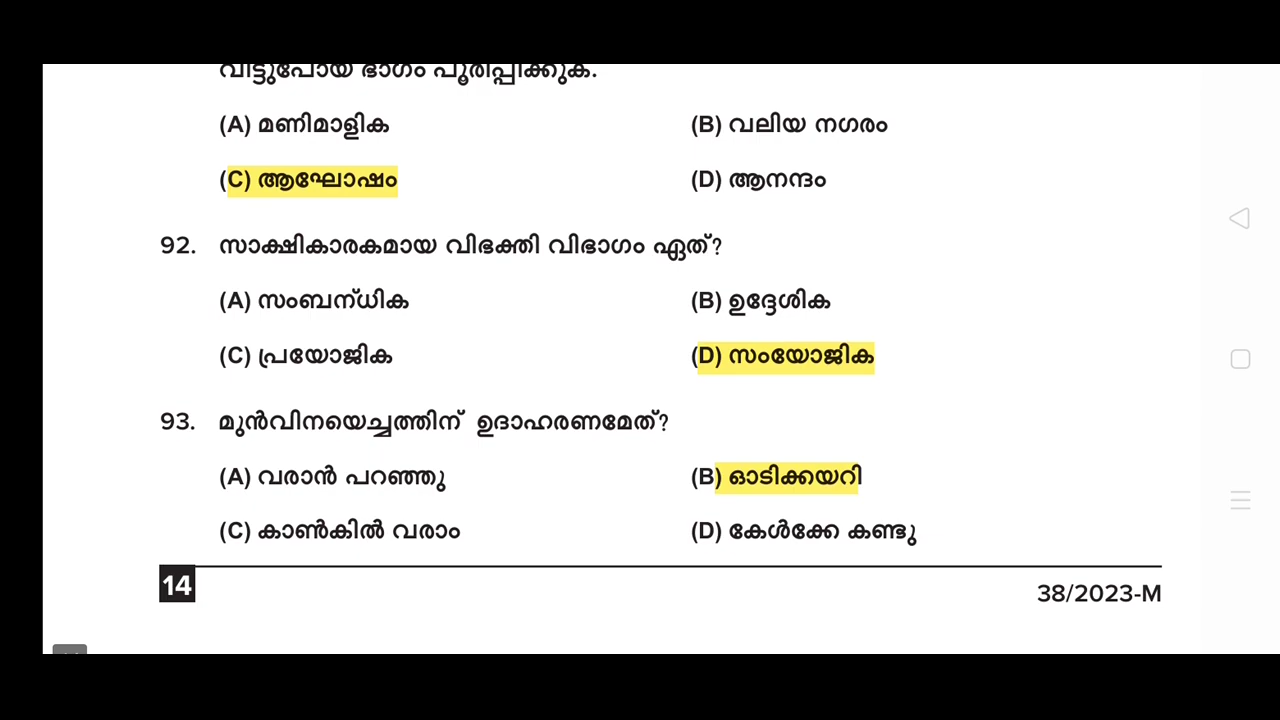 വിട്ടുപോയ ഭാഗം പൂരിപ്പിക്കുക.
(A) മണിമാളിക (B) വലിയ നഗരം
(C) ആഘോഷം (D) ആനന്ദം
92. സാക്ഷികാരകമായ വിഭക്തി വിഭാഗം ഏത്?
(A) സംബന്ധിക (B) ഉദ്ദേശിക
(C) പ്രയോജിക (D) സംയോജിക
93. മുൻവിനയെച്ചത്തിന് ഉദാഹരണമേത്?
(A) വരാൻ പറഞ്ഞു (B) ഓടിക്കയറി
(C) കാൺകിൽ വരാം (D) കേൾക്കേ കണ്ടു
14
38/2023-M